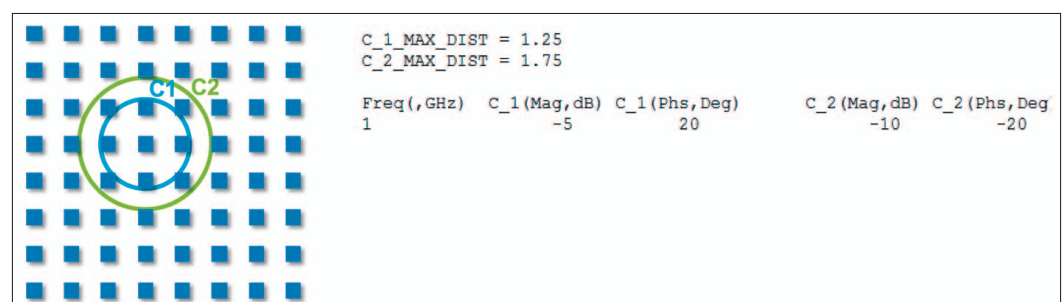 C1 C2
C_1_MAX_DIST = 1.25
C_2_MAX_DIST = 1.75
Freq(,GHz) C_1(Mag,dB) C_1(Phs,Deg) C_2(Mag,dB) C_2(Phs,Deg
1 -5 20 -10 -20